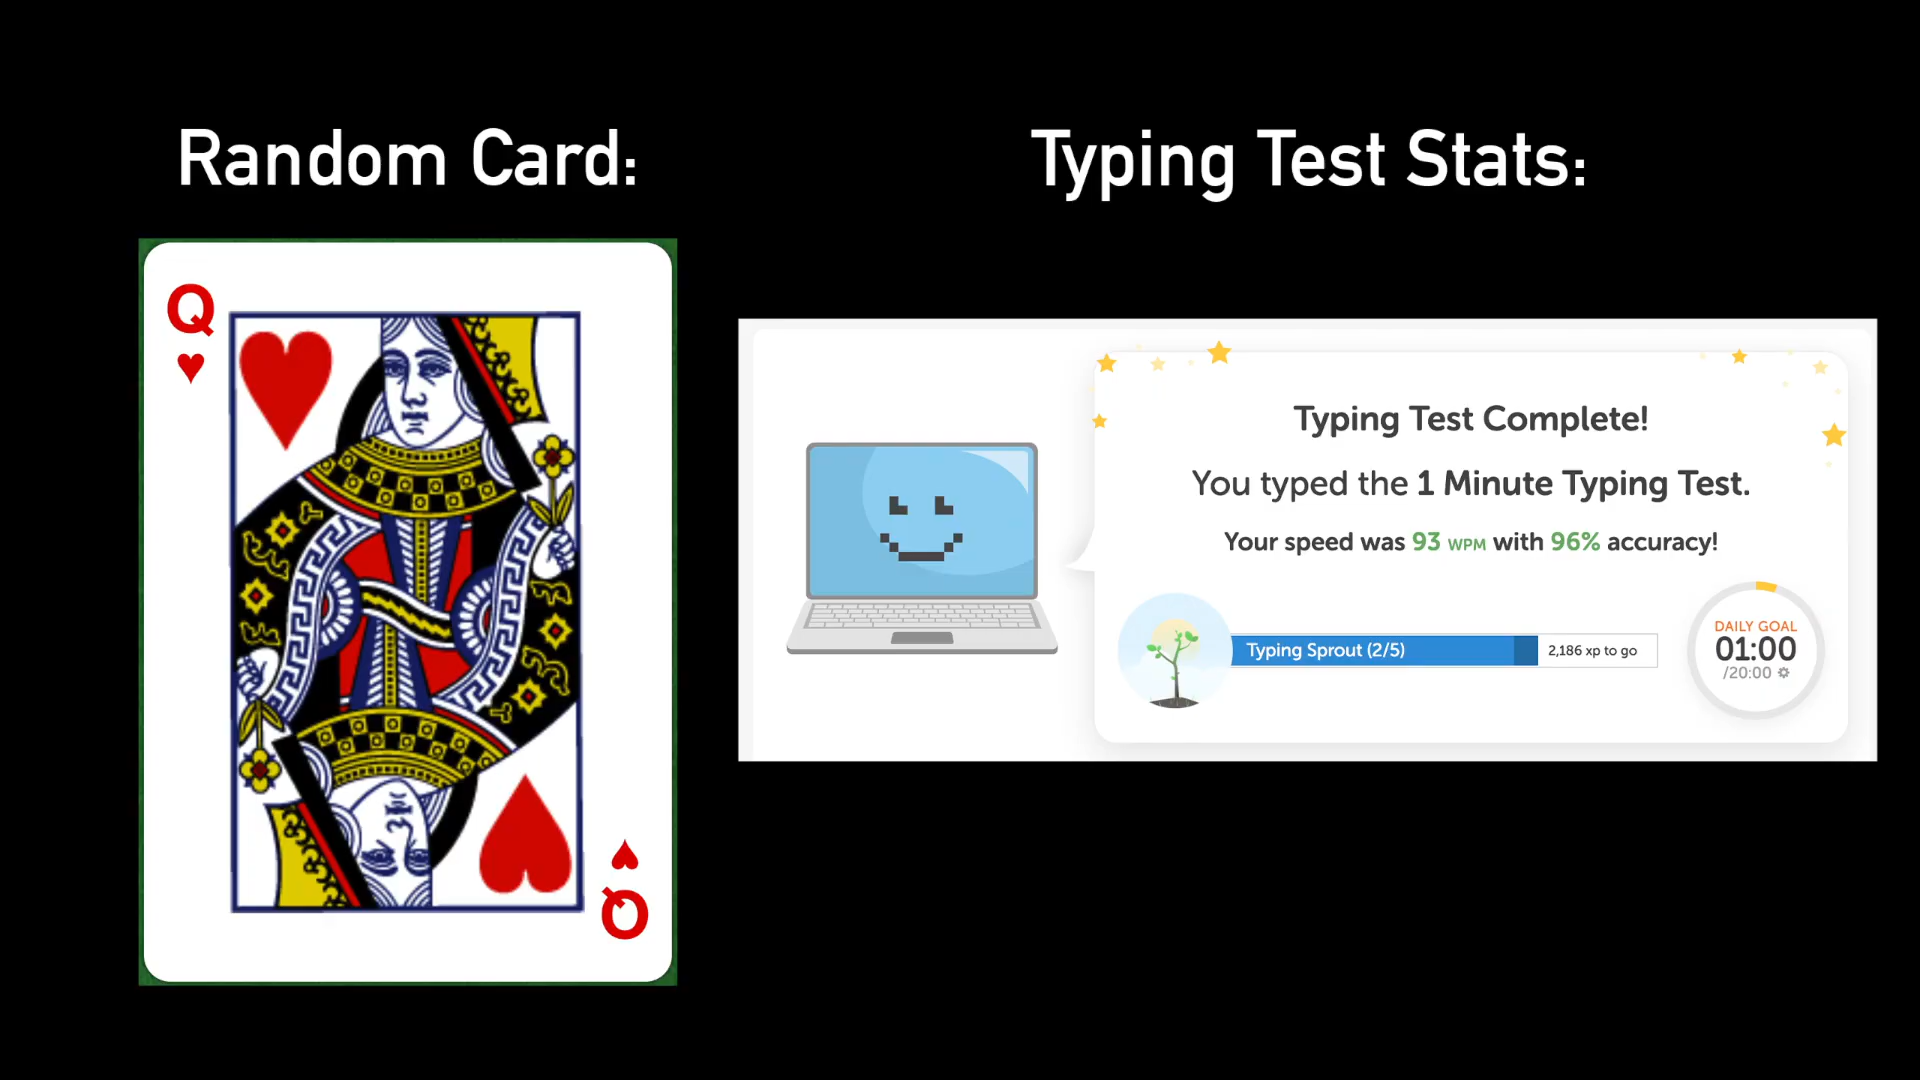 Random Card:
Typing Test Stats:
Q
Q
Typing Test Complete!
You typed the 1 Minute Typing Test.
Your speed was 93 WPM with 96% accuracy!
Typing Sprout (2/5)
2,186 xp to go
DAILY GOAL
01:00
/20:00